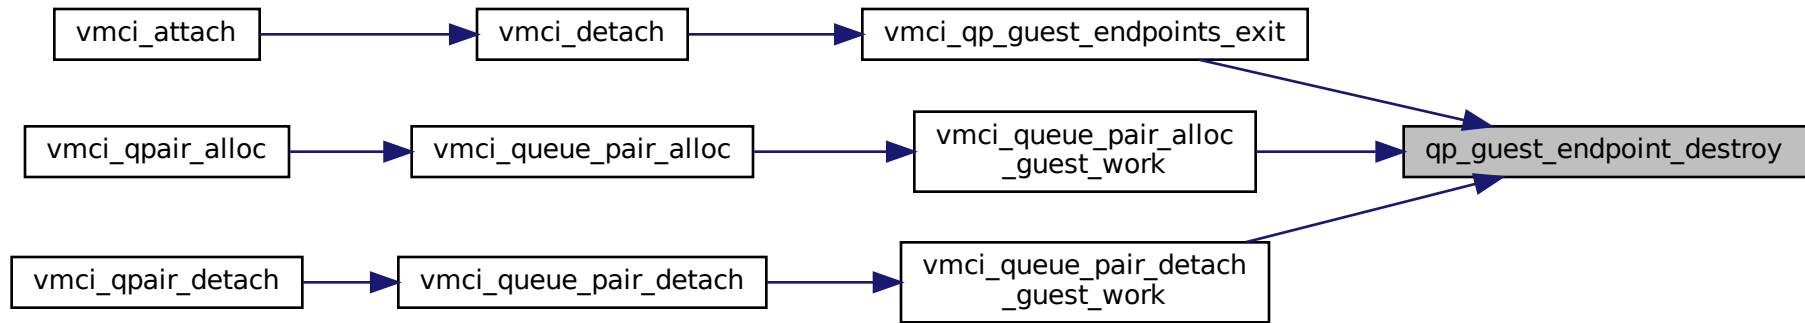 vmci_attach
vmci_detach
vmci_qp_guest_endpoints_exit
vmci_qpair_alloc
vmci_queue_pair_alloc
vmci_queue_pair_alloc
_guest_work
qp_guest_endpoint_destroy
vmci_qpair_detach
vmci_queue_pair_detach
vmci_queue_pair_detach
_guest_work